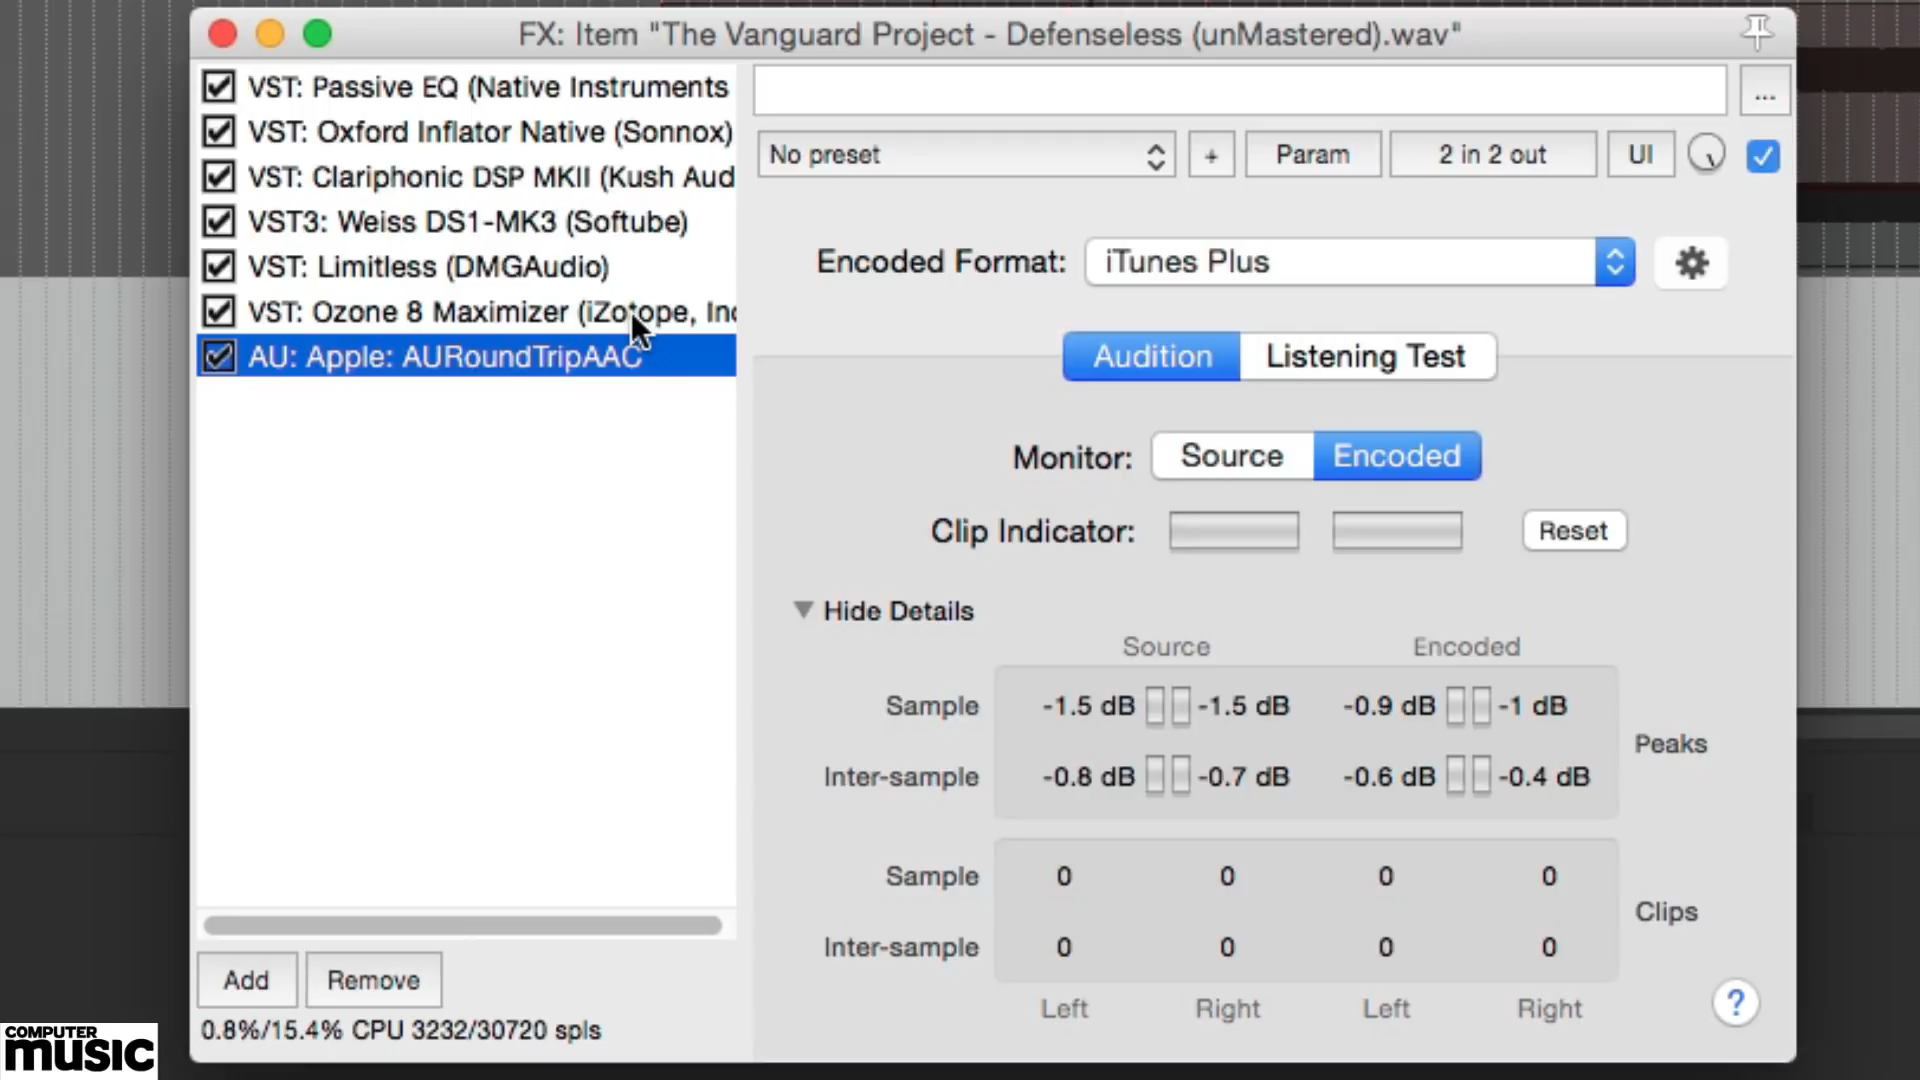 FX: Item "The Vanguard Project - Defenseless (unMastered).wav"
VST: Passive EQ (Native Instruments
VST: Oxford Inflator Native (Sonnox)
VST: Clariphonic DSP MKII (Kush Aud
VST3: Weiss DS1-MK3 (Softube)
VST: Limitless (DMGAudio)
VST: Ozone 8 Maximizer (iZotope, Inc
AU: Apple: AURoundTripAAC
...
No preset + Param 2 in 2 out UI
Encoded Format: iTunes Plus
Audition Listening Test
Monitor: Source Encoded
Clip Indicator: Reset
Hide Details
Source Encoded
Sample -1.5 dB -1.5 dB -0.9 dB -1 dB
Peaks
Inter-sample -0.8 dB -0.7 dB -0.6 dB -0.4 dB
Sample 0 0 0 0
Clips
Inter-sample 0 0 0 0
Left Right Left Right
?
Add Remove
0.8%/15.4% CPU 3232/30720 spls
COMPUTER
music